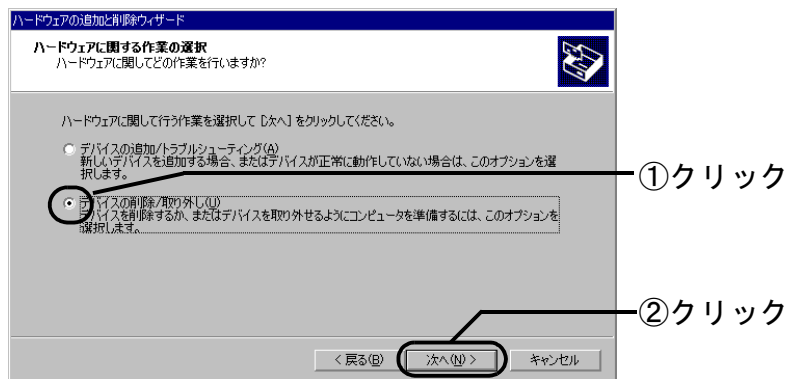 ハードウェアの追加と削除ウィザード
ハードウェアに関する作業の選択
ハードウェアに関してどの作業を行いますか?
ハードウェアに関して行う作業を選択して [次へ] をクリックしてください。
デバイスの追加/トラブルシューティング(A)
新しいデバイスを追加する場合、またはデバイスが正常に動作していない場合は、このオプションを選
択します。
①クリック
デバイスの削除/取り外し(U)
デバイスを削除するか、またはデバイスを取り外せるようにコンピュータを準備するには、このオプションを
選択します。
②クリック
< 戻る(B)
次へ(N) >
キャンセル